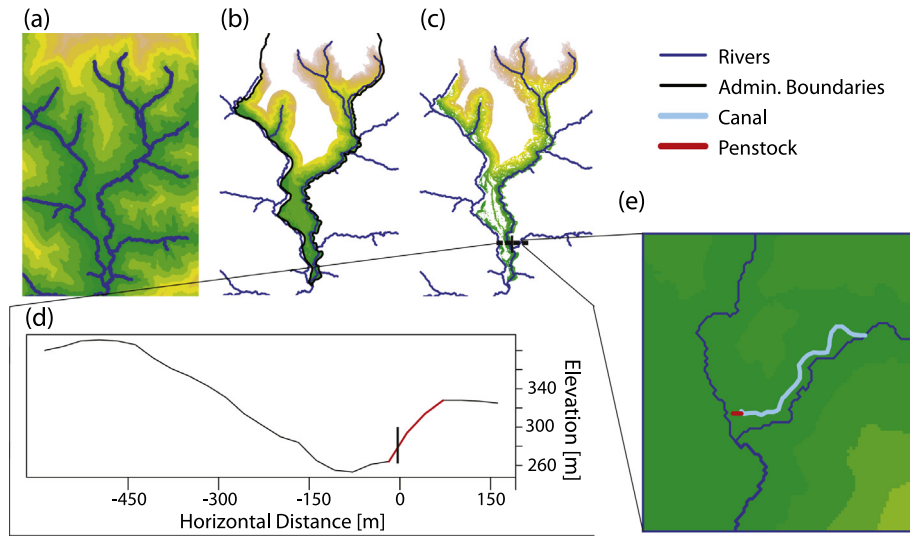 (a)
(b)
(c)
Rivers
Admin. Boundaries
Canal
Penstock
(e)
(d)
340
300
260
Elevation [m]
-450
-300
-150
0
150
Horizontal Distance [m]